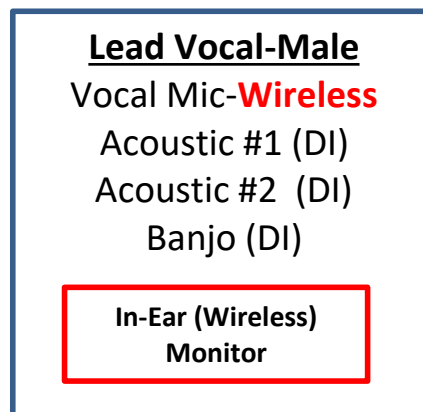 Lead Vocal-Male
Vocal Mic-Wireless
Acoustic #1 (DI)
Acoustic #2  (DI)
Banjo (DI)
In-Ear (Wireless)
Monitor